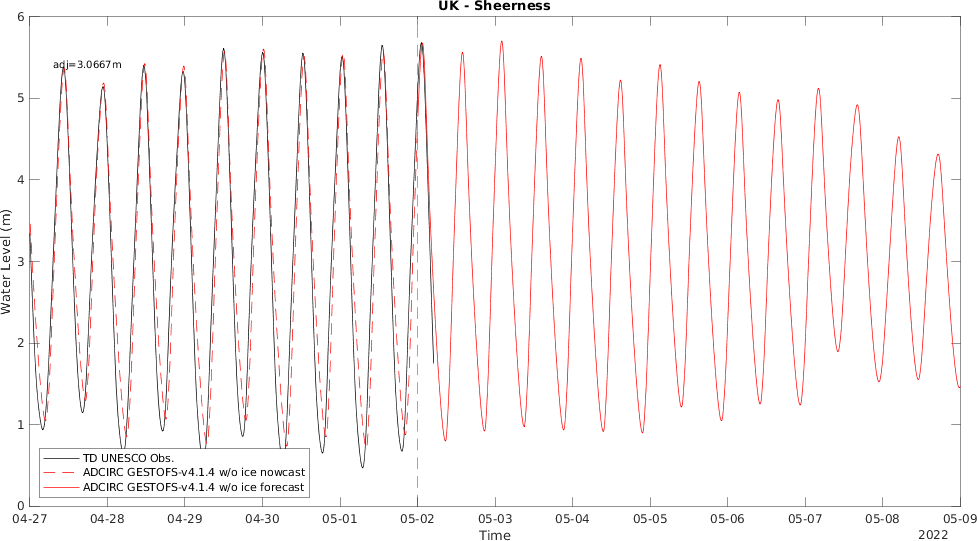 UK - Sheerness
6
adj=3.0667m
5
4
3
2
1
0
Water Level (m)
TD UNESCO Obs.
ADCIRC GESTOFS-v4.1.4 w/o ice nowcast
ADCIRC GESTOFS-v4.1.4 w/o ice forecast
04-27 04-28 04-29 04-30 05-01 05-02 05-03 05-04 05-05 05-06 05-07 05-08 05-09
Time
2022